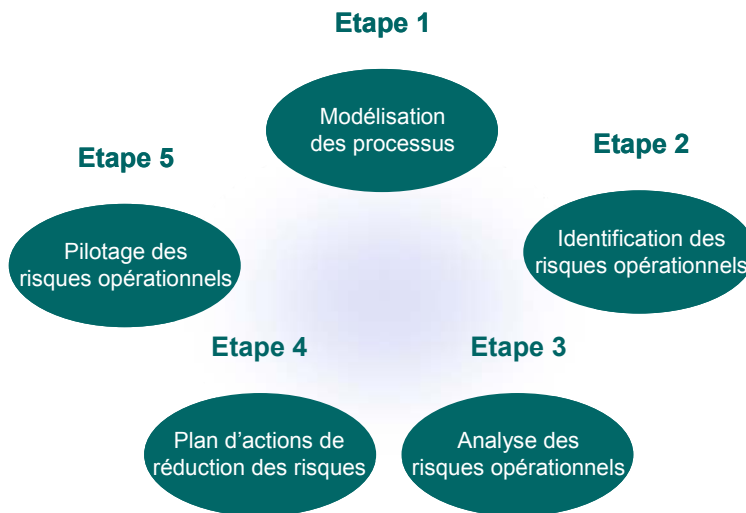 Etape 1
Modélisation
des processus
Etape 2
Identification des
risques opérationnels
Etape 3
Analyse des
risques opérationnels
Etape 4
Plan d’actions de
réduction des risques
Etape 5
Pilotage des
risques opérationnels